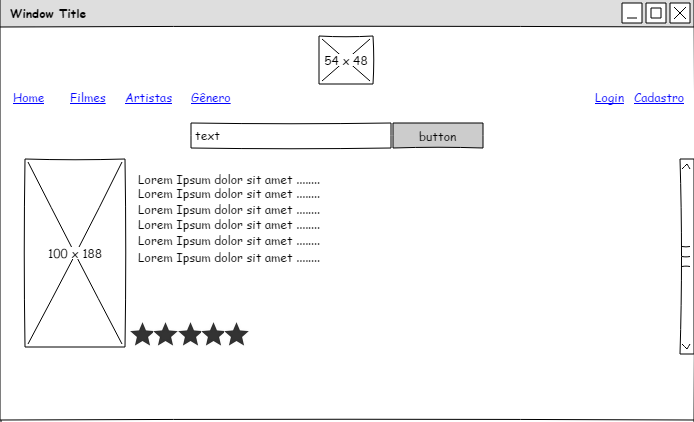 Window Title
54 x 48
Home Filmes Artistas Gênero Login Cadastro
text button
Lorem Ipsum dolor sit amet ........
Lorem Ipsum dolor sit amet ........
Lorem Ipsum dolor sit amet ........
Lorem Ipsum dolor sit amet ........
Lorem Ipsum dolor sit amet ........
Lorem Ipsum dolor sit amet ........
100 x 188